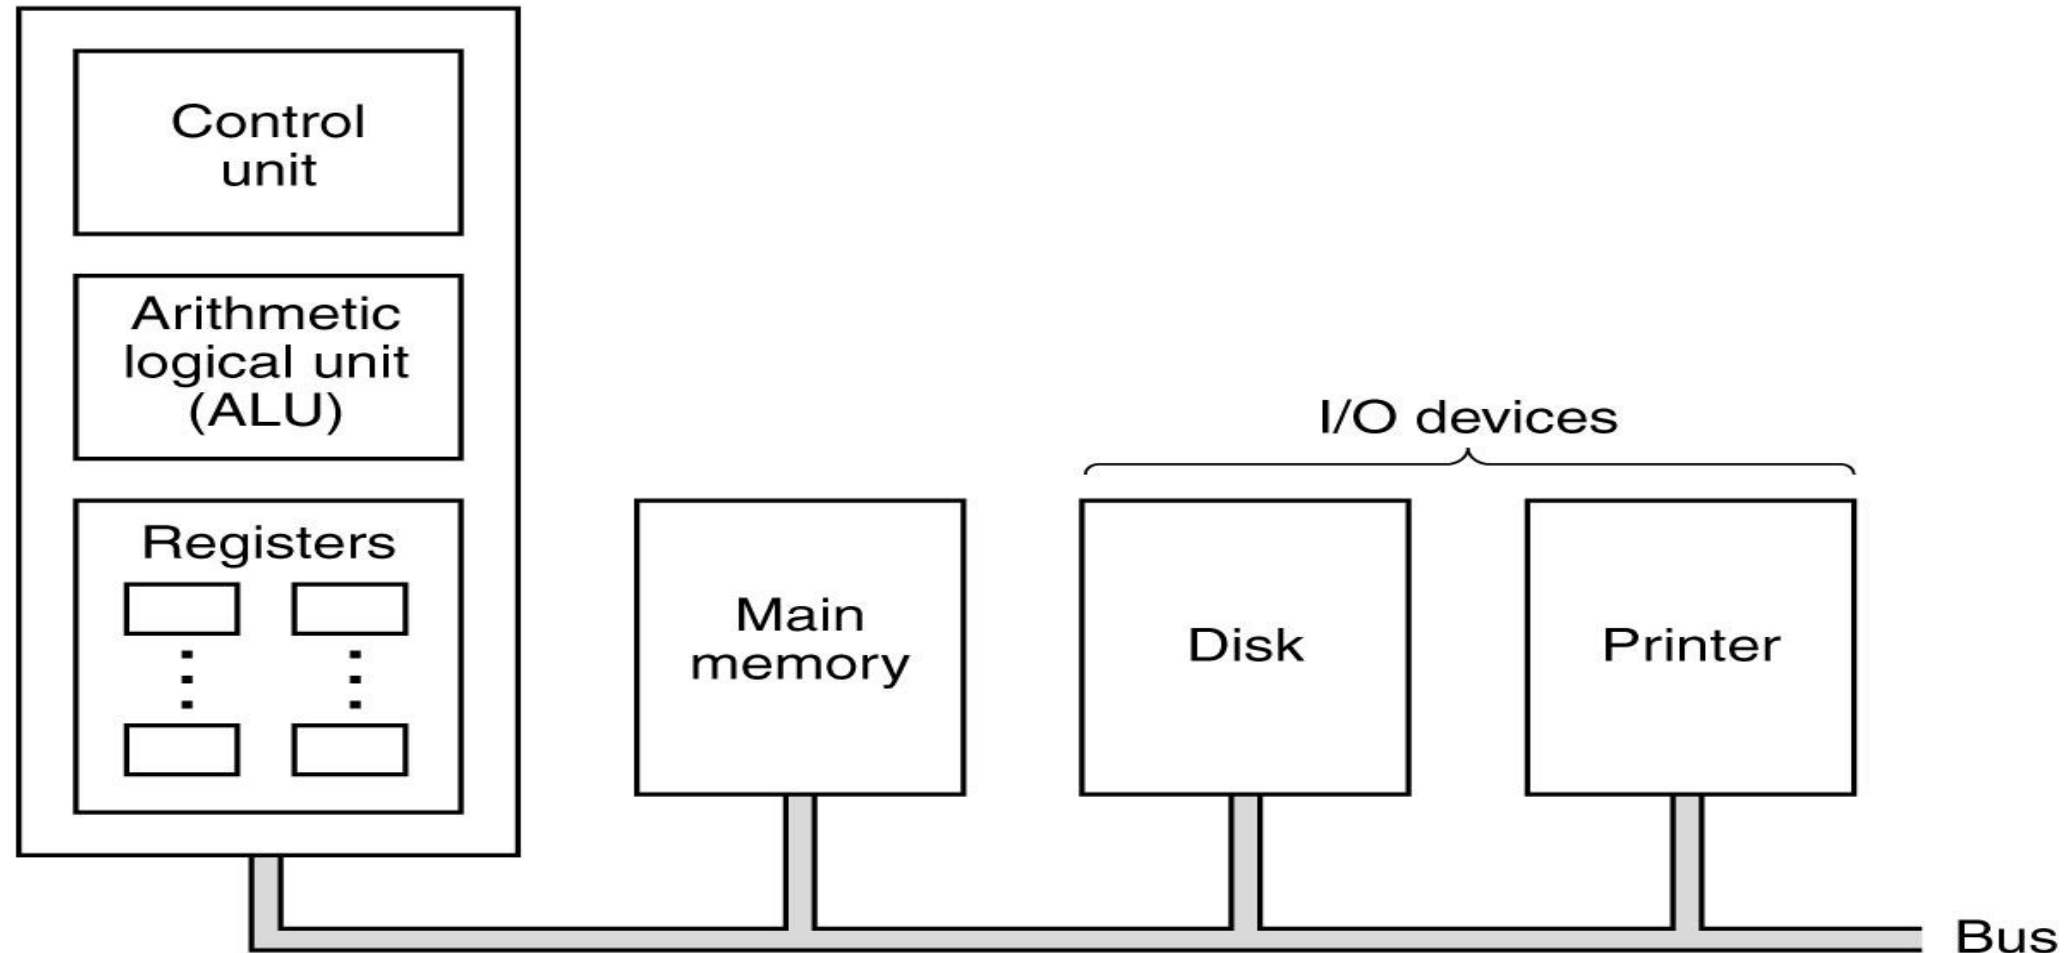 Control
unit
Arithmetic
logical unit
(ALU)
Registers
I/O devices
Main
memory
Disk
Printer
Bus